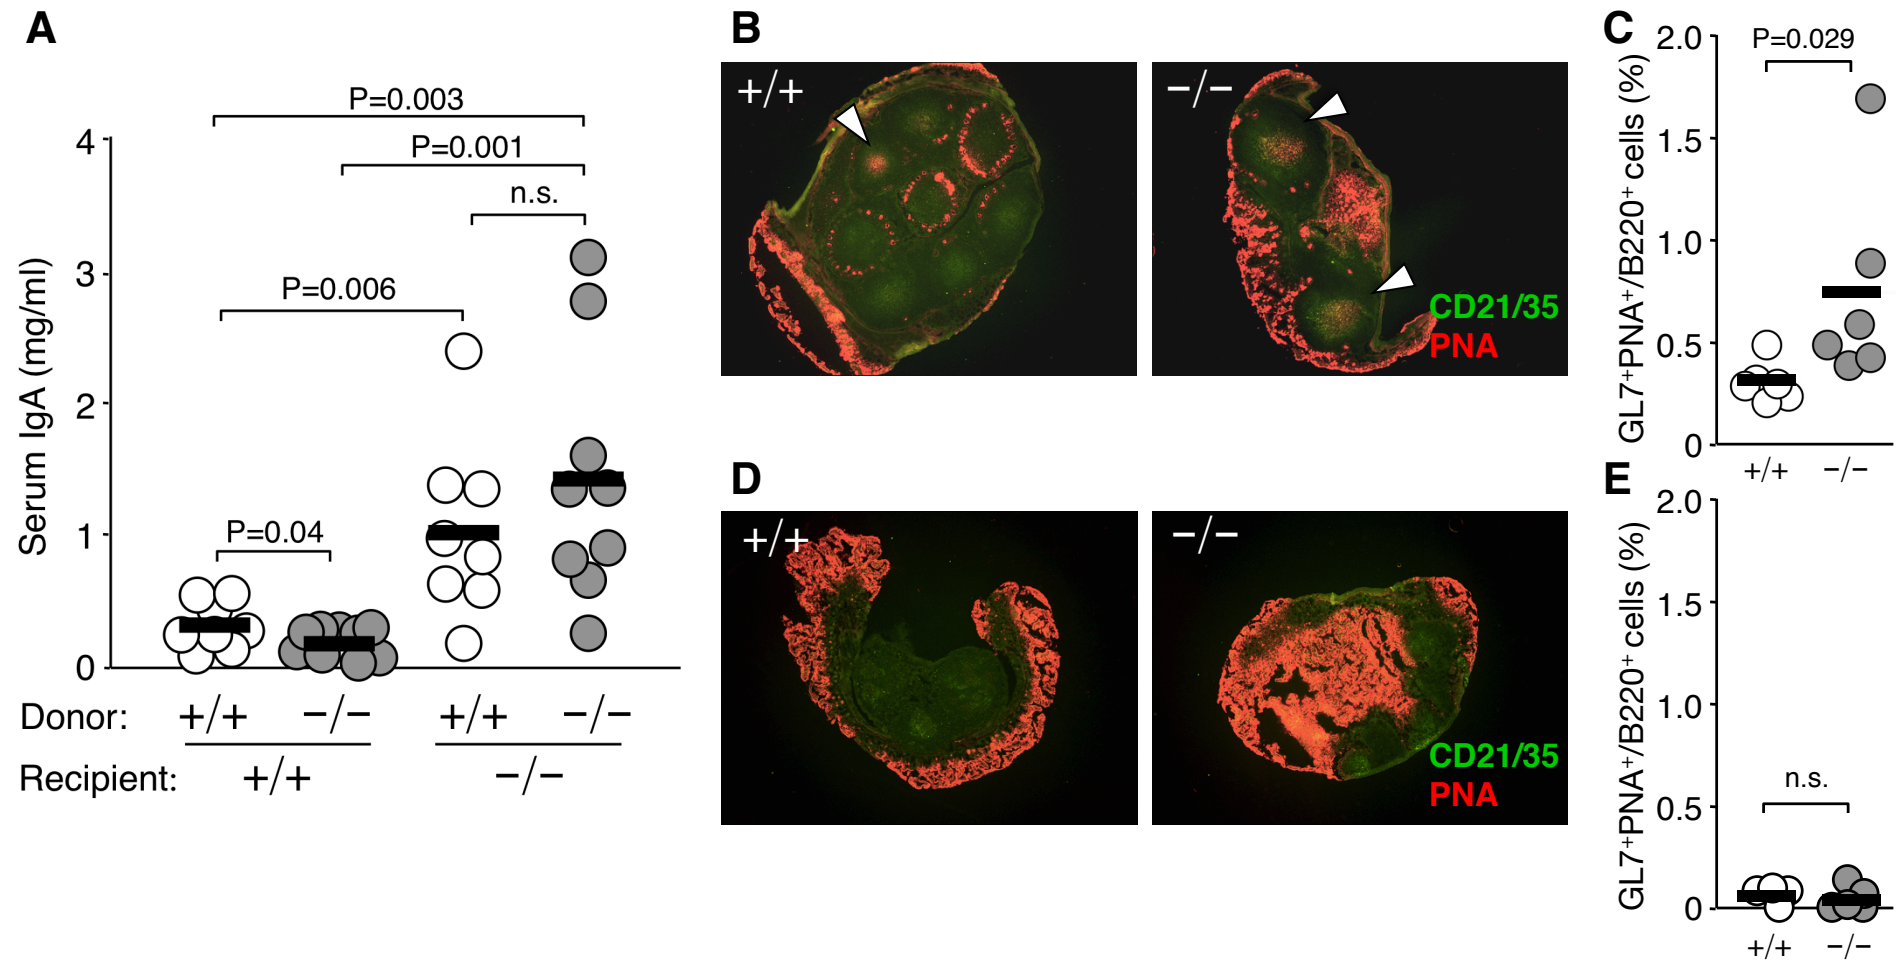 A
P=0.003
P=0.001
n.s.
P=0.006
P=0.04
4
3
2
1
0
Serum IgA (mg/ml)
Donor: +/+ −/− +/+ −/−
Recipient: +/+ −/−
B
+/+
−/−
CD21/35
PNA
C
P=0.029
2.0
1.5
1.0
0.5
0
GL7⁺PNA⁺/B220⁺ cells (%)
+/+ −/−
D
+/+
−/−
CD21/35
PNA
E
2.0
1.5
1.0
0.5
0
n.s.
GL7⁺PNA⁺/B220⁺ cells (%)
+/+ −/−